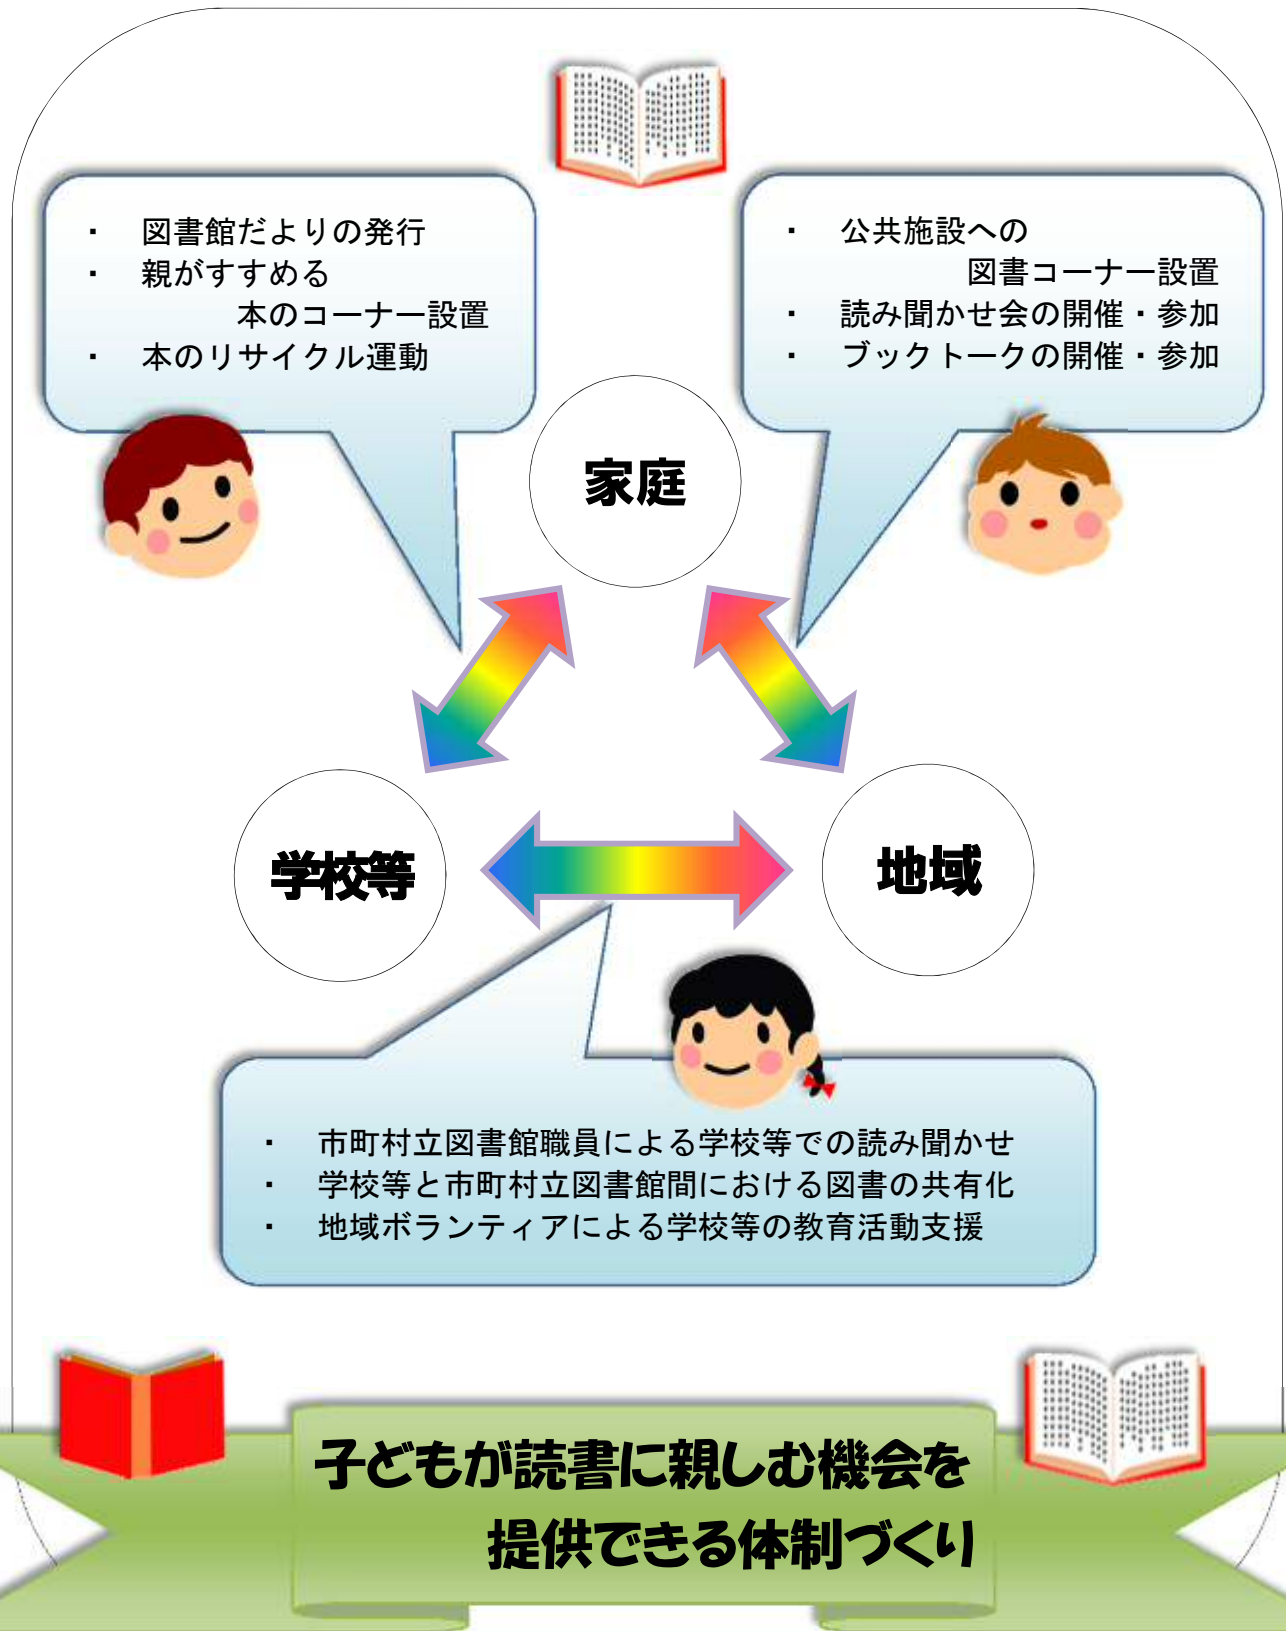 ・ 図書館だよりの発行
・ 親がすすめる
本のコーナー設置
・ 本のリサイクル運動
・ 公共施設への
図書コーナー設置
・ 読み聞かせ会の開催・参加
・ ブックトークの開催・参加
家庭
学校等
地域
・ 市町村立図書館職員による学校等での読み聞かせ
・ 学校等と市町村立図書館間における図書の共有化
・ 地域ボランティアによる学校等の教育活動支援
子どもが読書に親しむ機会を
提供できる体制づくり